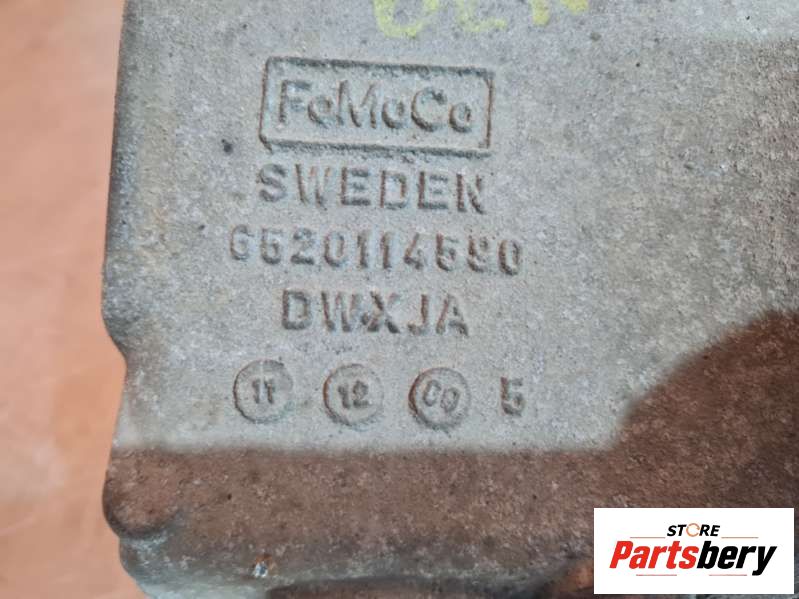 FoMoCo
SWEDEN
6520114590
DWXJA
11 12 09 5
STORE
Partsbery